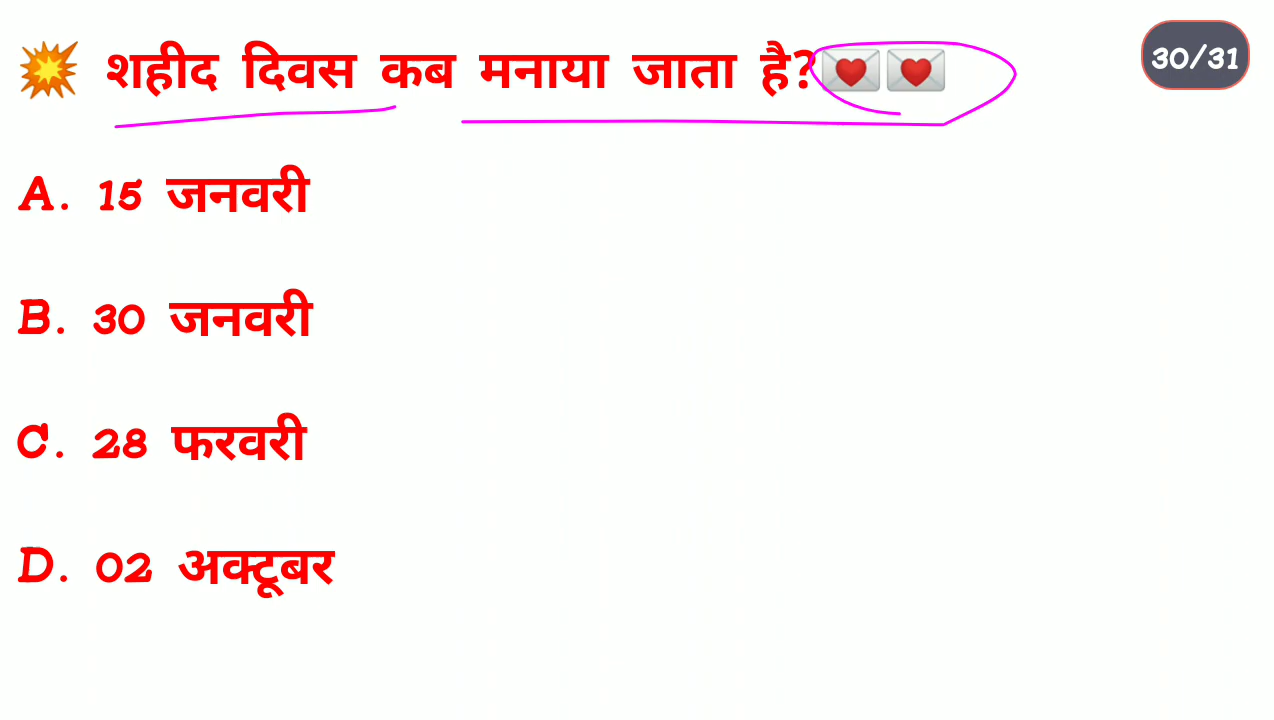 💥 शहीद दिवस कब मनाया जाता है?💌💌
30/31
A. 15 जनवरी
B. 30 जनवरी
C. 28 फरवरी
D. 02 अक्टूबर